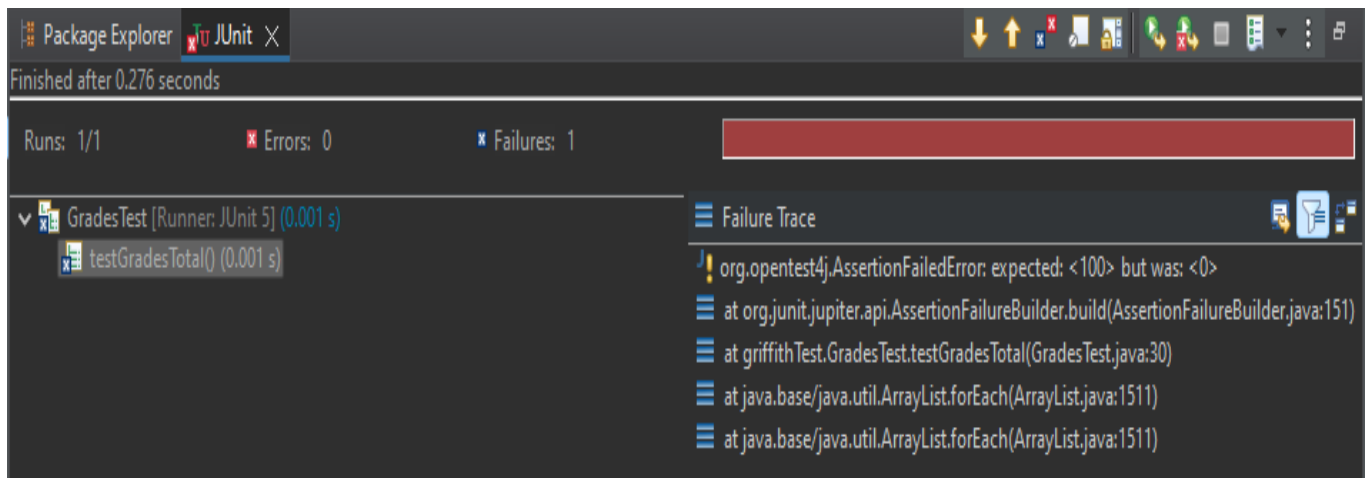 Package Explorer JUnit
Finished after 0.276 seconds
Runs: 1/1 Errors: 0 Failures: 1
GradesTest [Runner: JUnit 5] (0.001 s)
testGradesTotal() (0.001 s)
Failure Trace
org.opentest4j.AssertionFailedError: expected: <100> but was: <0>
at org.junit.jupiter.api.AssertionFailureBuilder.build(AssertionFailureBuilder.java:151)
at griffithTest.GradesTest.testGradesTotal(GradesTest.java:30)
at java.base/java.util.ArrayList.forEach(ArrayList.java:1511)
at java.base/java.util.ArrayList.forEach(ArrayList.java:1511)